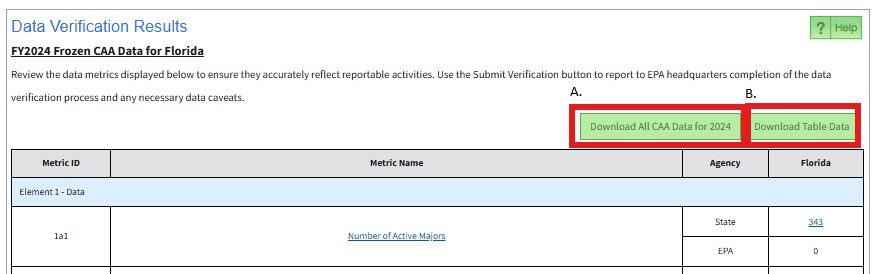 Data Verification Results
? Help
FY2024 Frozen CAA Data for Florida
Review the data metrics displayed below to ensure they accurately reflect reportable activities. Use the Submit Verification button to report to EPA headquarters completion of the data
verification process and any necessary data caveats.
A. B.
Download All CAA Data for 2024 Download Table Data
Metric ID Metric Name Agency Florida
Element 1 - Data
1a1 Number of Active Majors State 343
EPA 0